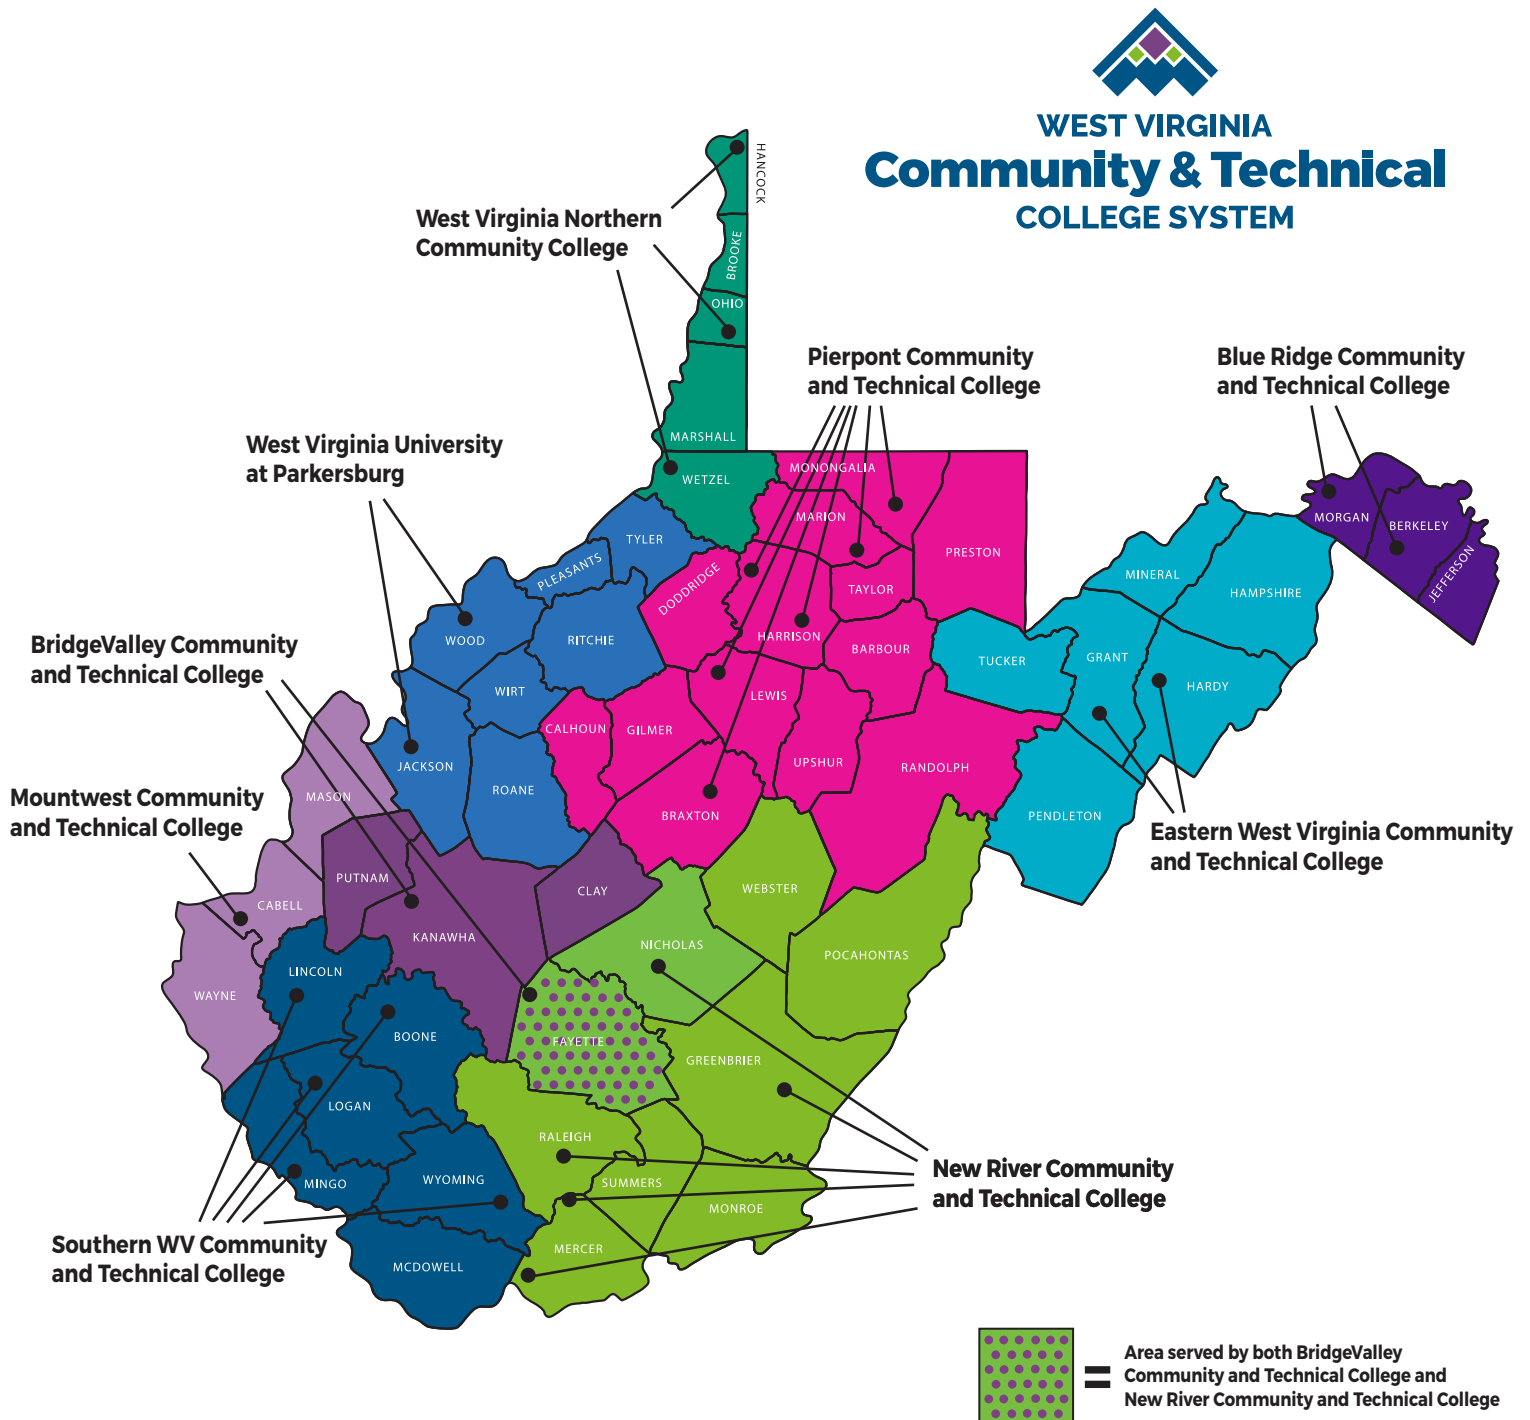 WEST VIRGINIA
Community & Technical
COLLEGE SYSTEM
HANCOCK
West Virginia Northern
Community College
BROOKE
OHIO
Pierpont Community
and Technical College
Blue Ridge Community
and Technical College
MARSHALL
West Virginia University
at Parkersburg
WETZEL
MONONGALIA
MARION
MORGAN
BERKELEY
JEFFERSON
TYLER
PRESTON
PLEASANTS
DODDRIDGE
TAYLOR
MINERAL
HAMPSHIRE
WOOD
RITCHIE
HARRISON
BARBOUR
BridgeValley Community
and Technical College
TUCKER
GRANT
HARDY
WIRT
LEWIS
CALHOUN
GILMER
JACKSON
ROANE
UPSHUR
RANDOLPH
Mountwest Community
and Technical College
MASON
BRAXTON
PENDLETON
Eastern West Virginia Community
and Technical College
PUTNAM
CLAY
WEBSTER
CABELL
KANAWHA
NICHOLAS
POCAHONTAS
LINCOLN
WAYNE
BOONE
FAYETTE
GREENBRIER
LOGAN
RALEIGH
New River Community
and Technical College
MINGO
WYOMING
SUMMERS
MONROE
Southern WV Community
and Technical College
MERCER
MCDOWELL
Area served by both BridgeValley
Community and Technical College and
New River Community and Technical College
=